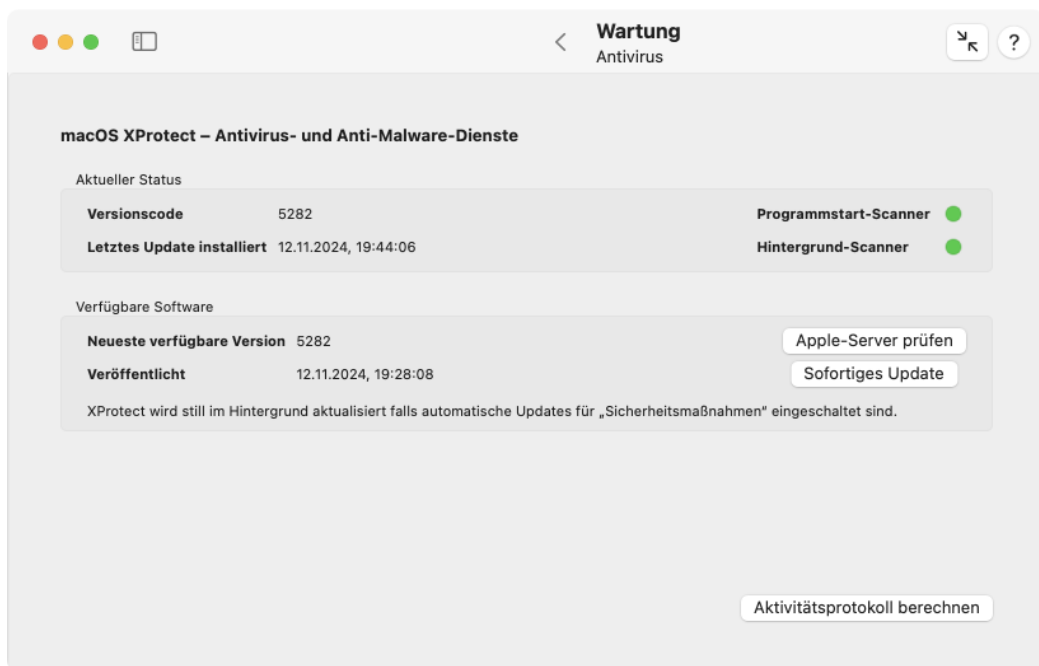 Wartung
Antivirus
?
macOS XProtect – Antivirus- und Anti-Malware-Dienste
Aktueller Status
Versionscode 5282 Programmstart-Scanner
Letztes Update installiert 12.11.2024, 19:44:06 Hintergrund-Scanner
Verfügbare Software
Neueste verfügbare Version 5282 Apple-Server prüfen
Veröffentlicht 12.11.2024, 19:28:08 Sofortiges Update
XProtect wird still im Hintergrund aktualisiert falls automatische Updates für „Sicherheitsmaßnahmen" eingeschaltet sind.
Aktivitätsprotokoll berechnen